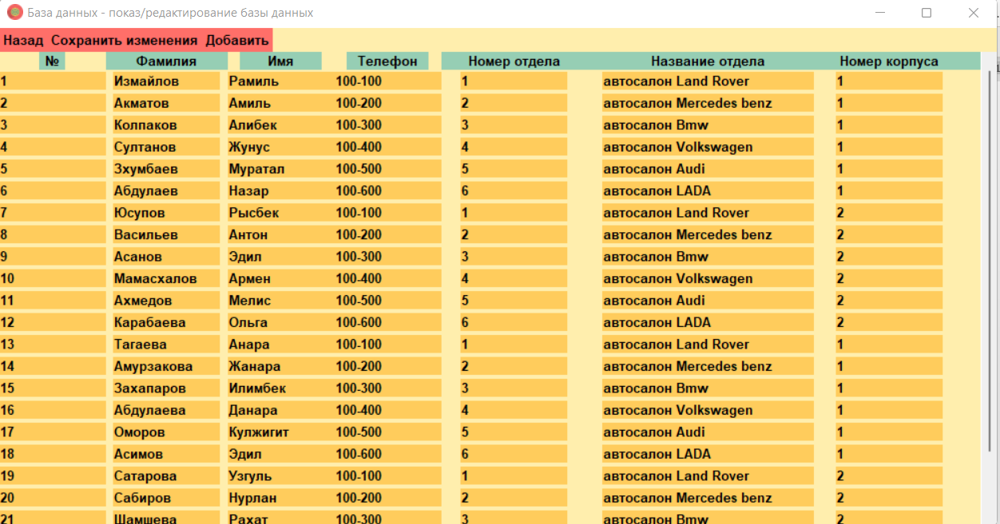 База данных - показ/редактирование базы данных
Назад Сохранить изменения Добавить
№ Фамилия Имя Телефон Номер отдела Название отдела Номер корпуса
1 Измайлов Рамиль 100-100 1 автосалон Land Rover 1
2 Акматов Амиль 100-200 2 автосалон Mercedes benz 1
3 Колпаков Алибек 100-300 3 автосалон Bmw 1
4 Султанов Жунус 100-400 4 автосалон Volkswagen 1
5 Зхумбаев Муратал 100-500 5 автосалон Audi 1
6 Абдулаев Назар 100-600 6 автосалон LADA 1
7 Юсупов Рысбек 100-100 1 автосалон Land Rover 2
8 Васильев Антон 100-200 2 автосалон Mercedes benz 2
9 Асанов Эдил 100-300 3 автосалон Bmw 2
10 Мамасхалов Армен 100-400 4 автосалон Volkswagen 2
11 Ахмедов Мелис 100-500 5 автосалон Audi 2
12 Карабаева Ольга 100-600 6 автосалон LADA 2
13 Тагаева Анара 100-100 1 автосалон Land Rover 1
14 Амурзакова Жанара 100-200 2 автосалон Mercedes benz 1
15 Захапаров Илимбек 100-300 3 автосалон Bmw 1
16 Абдулаева Данара 100-400 4 автосалон Volkswagen 1
17 Оморов Кулжигит 100-500 5 автосалон Audi 1
18 Асимов Эдил 100-600 6 автосалон LADA 1
19 Сатарова Узгуль 100-100 1 автосалон Land Rover 2
20 Сабиров Нурлан 100-200 2 автосалон Mercedes benz 2
21 Шамшева Рахат 100-300 3 автосалон Bmw 2